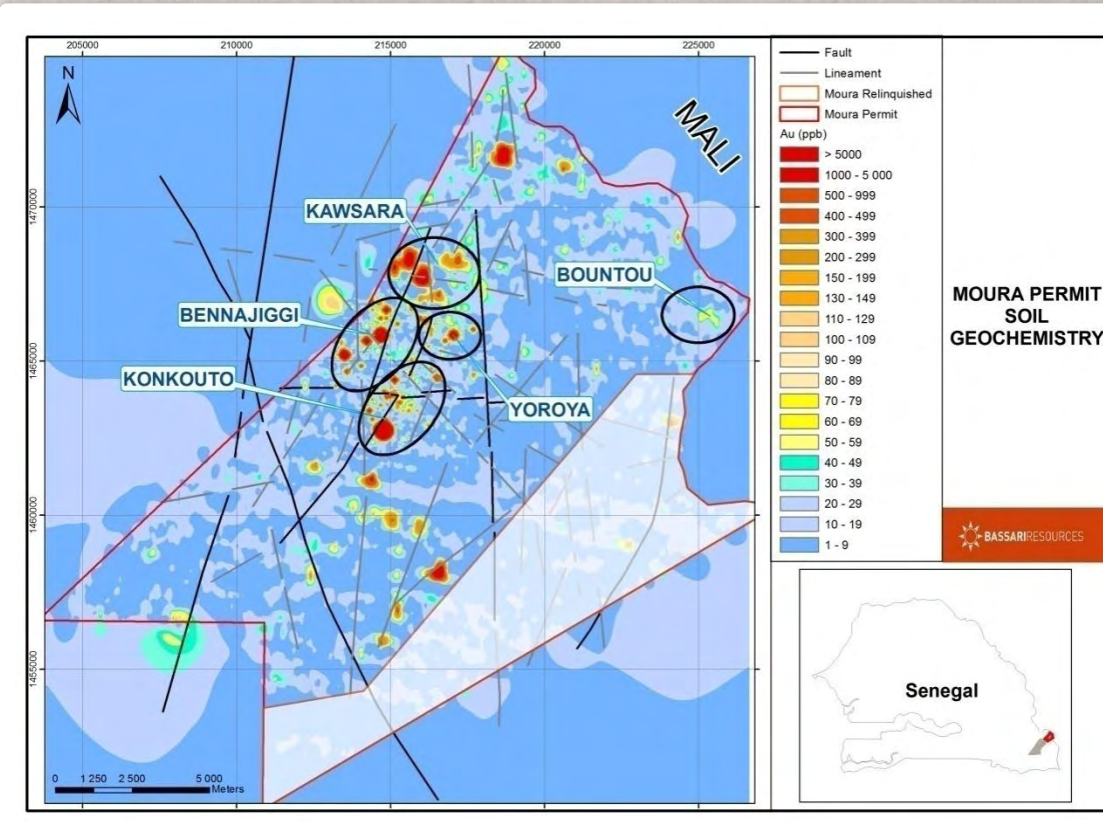 205000
210000
215000
220000
225000
N
MALI
1470000
1465000
1460000
1455000
KAWSARA
BOUNTOU
BENNAJIGGI
KONKOUTO
YOROYA
0 1 250 2 500 5 000
Meters
Fault
Lineament
Moura Relinquished
Moura Permit
Au (ppb)
> 5000
1000 - 5 000
500 - 999
400 - 499
300 - 399
200 - 299
150 - 199
130 - 149
110 - 129
100 - 109
90 - 99
80 - 89
70 - 79
60 - 69
50 - 59
40 - 49
30 - 39
20 - 29
10 - 19
1 - 9
MOURA PERMIT
SOIL
GEOCHEMISTRY
BASSARIRESOURCES
Senegal